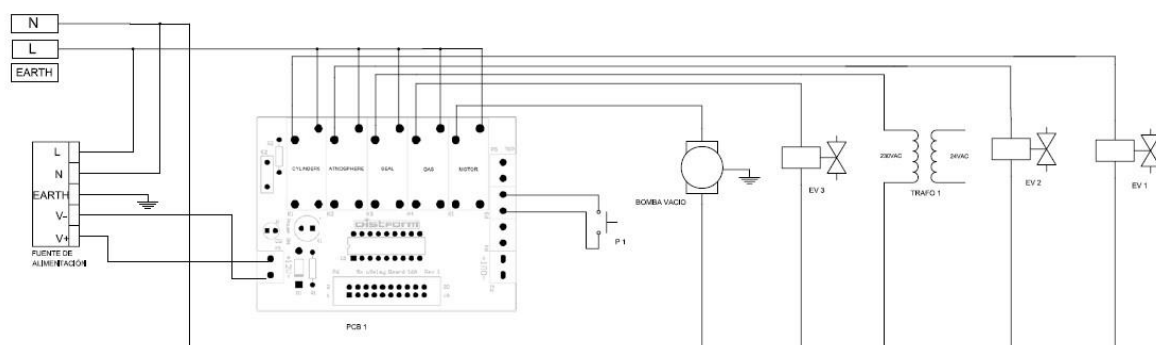 N
L
EARTH
L
N
EARTH
V-
V+
FUENTE DE
ALIMENTACIÓN
CYLINDERS
ATMOSPHERE
SEAL
GAS
MOTOR
distform
PCB 1
P 1
BOMBA VACIO
EV 3
230VAC
24VAC
TRAFO 1
EV 2
EV 1